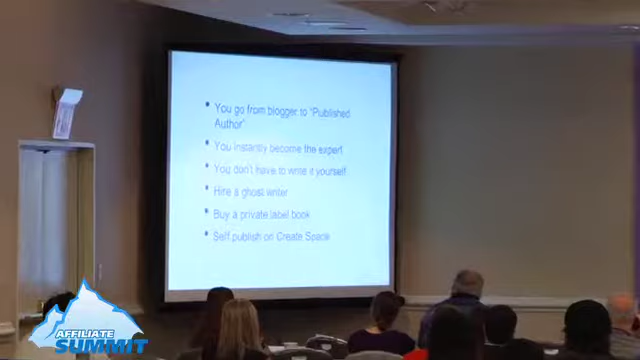 • You go from blogger to "Published
Author"
• You instantly become the expert
• You don't have to write it yourself
• Hire a ghost writer
• Buy a private label book
• Self publish on Create Space
AFFILIATE
SUMMIT